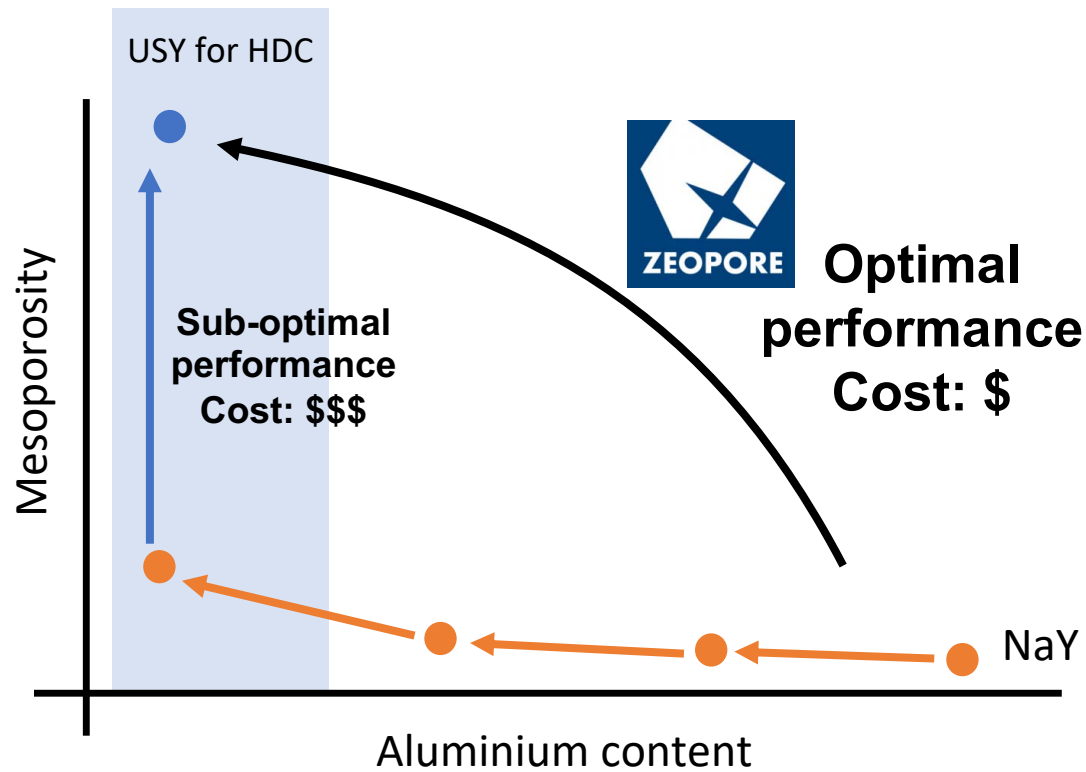 USY for HDC
ZEOPORE
Optimal
performance
Cost: $
Sub-optimal
performance
Cost: $$$
Mesoporosity
NaY
Aluminium content